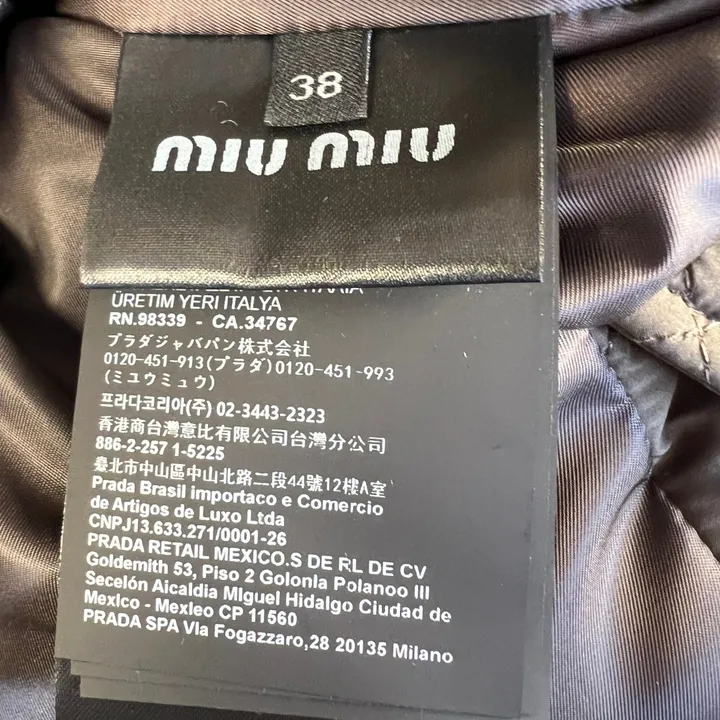 38
miu miu
ÜRETIM YERI ITALYA
RN.98339 - CA.34767
プラダジャババン株式会社
0120-451-913(プラダ)0120-451-993
(ミユウミュウ)
프라다코리아(주) 02-3443-2323
香港商台灣意比有限公司台灣分公司
886-2-257 1-5225
臺北市中山區中山北路二段44號12樓A室
Prada Brasil importaco e Comercio
de Artigos de Luxo Ltda
CNPJ13.633.271/0001-26
PRADA RETAIL MEXICO.S DE RL DE CV
Goldemith 53, Piso 2 Golonla Polanoo III
Secelón Aicaldia Mlguel Hidalgo Ciudad de
Mexlco - Mexleo CP 11560
PRADA SPA Vla Fogazzaro,28 20135 Milano